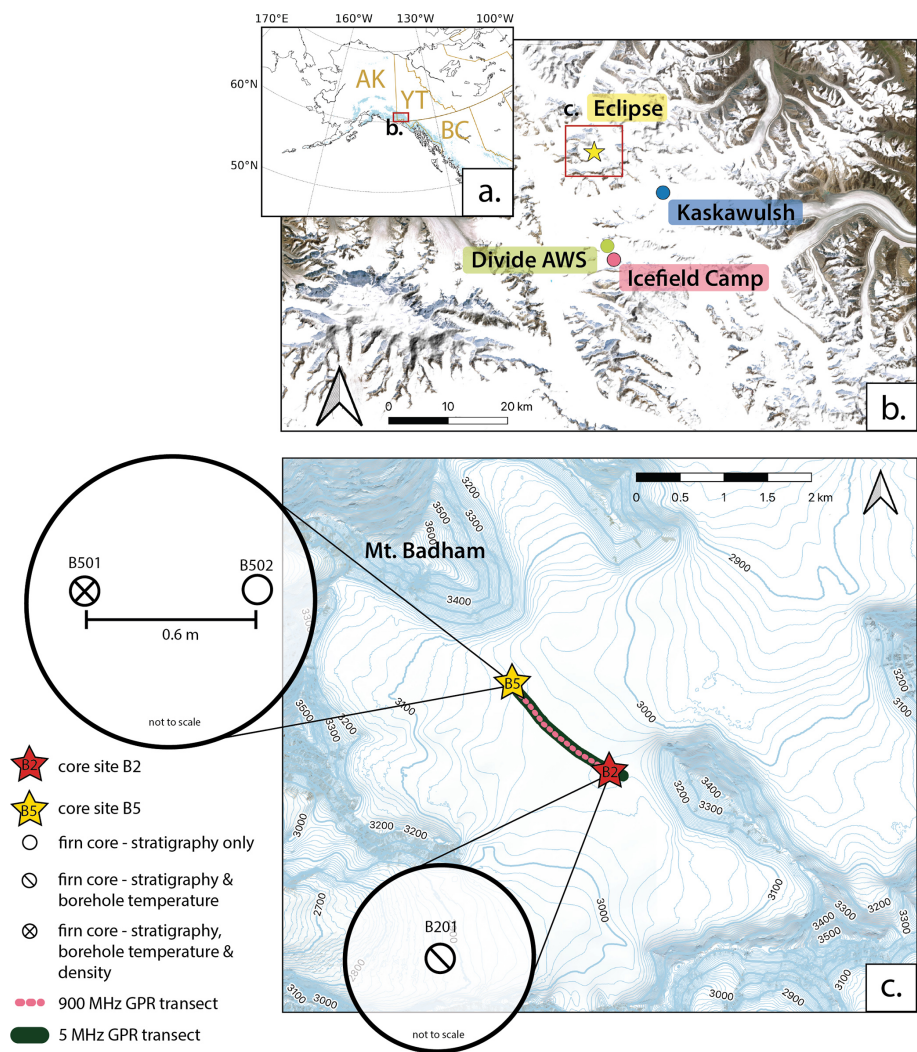 170°E
160°W
130°W
100°W
60°N
50°N
AK
YT
BC
b.
a.
c.
Eclipse
Kaskawulsh
Divide AWS
Icefield Camp
0
10
20 km
b.
0
0.5
1
1.5
2 km
Mt. Badham
3200
3500
3300
3600
3400
2900
3100
3000
3500
3300
3200
3200
3100
3400
3200
3300
3000
3200
3200
2700
3000
3100
3400
3300
3200
3500
3300
3100
3000
2900
3100
3000
2800
B5
B2
B501
B502
0.6 m
not to scale
B2
core site B2
B5
core site B5
firn core - stratigraphy only
firn core - stratigraphy &
borehole temperature
firn core - stratigraphy,
borehole temperature &
density
900 MHz GPR transect
5 MHz GPR transect
B201
not to scale
c.